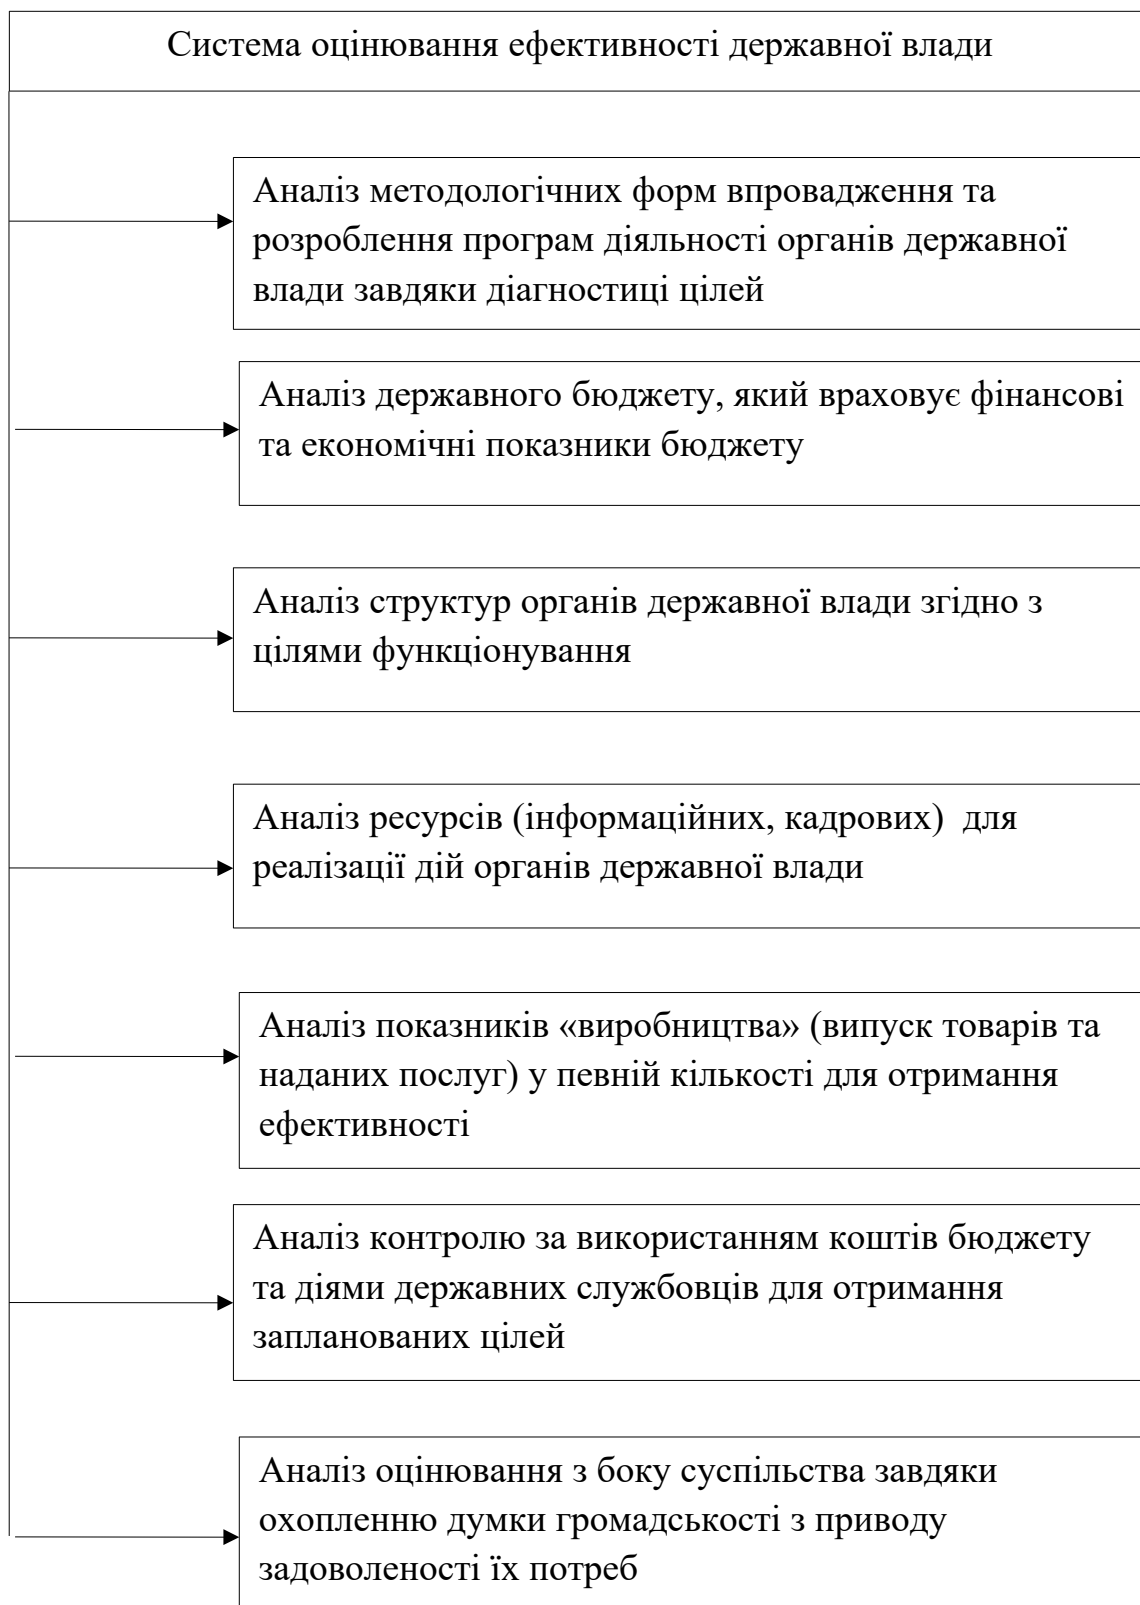 Система оцінювання ефективності державної влади
Аналіз методологічних форм впровадження та
розроблення програм діяльності органів державної
влади завдяки діагностиці цілей
Аналіз державного бюджету, який враховує фінансові
та економічні показники бюджету
Аналіз структур органів державної влади згідно з
цілями функціонування
Аналіз ресурсів (інформаційних, кадрових)  для
реалізації дій органів державної влади
Аналіз показників «виробництва» (випуск товарів та
наданих послуг) у певній кількості для отримання
ефективності
Аналіз контролю за використанням коштів бюджету
та діями державних службовців для отримання
запланованих цілей
Аналіз оцінювання з боку суспільства завдяки
охопленню думки громадськості з приводу
задоволеності їх потреб